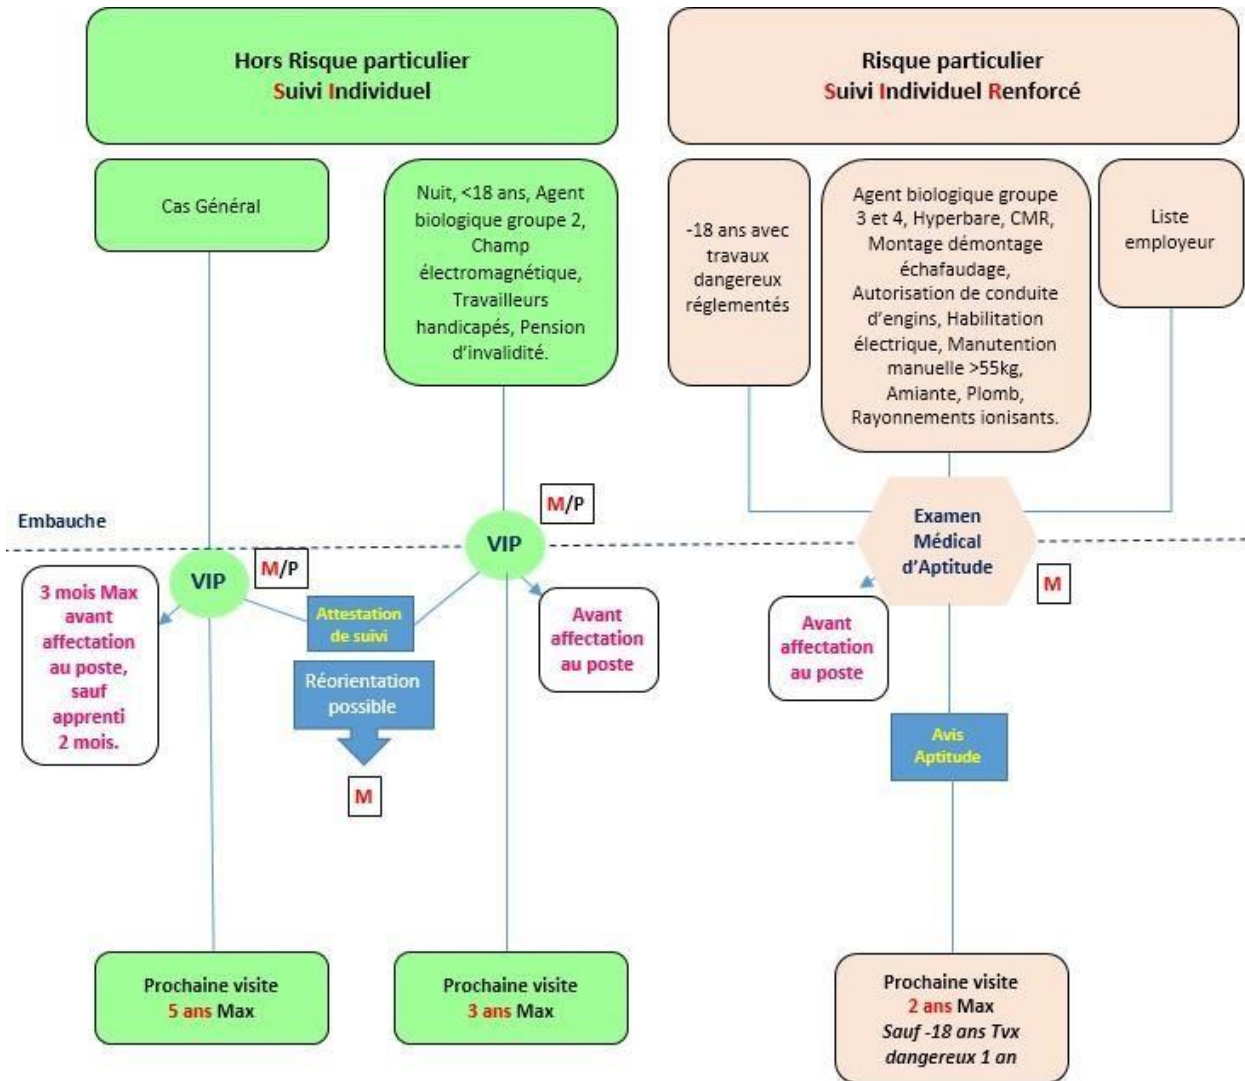 Hors Risque particulier
Suivi Individuel
Risque particulier
Suivi Individuel Renforcé
Cas Général
Nuit, <18 ans, Agent
biologique groupe 2,
Champ
électromagnétique,
Travailleurs
handicapés, Pension
d’invalidité.
-18 ans avec
travaux
dangereux
réglementés
Agent biologique groupe
3 et 4, Hyperbare, CMR,
Montage démontage
échafaudage,
Autorisation de conduite
d’engins, Habilitation
électrique, Manutention
manuelle >55kg,
Amiante, Plomb,
Rayonnements ionisants.
Liste
employeur
Embauche
VIP
M/P
VIP
M/P
Examen
Médical
d’Aptitude
M
3 mois Max
avant
affectation
au poste,
sauf
apprenti
2 mois.
Attestation
de suivi
Réorientation
possible
M
Avant
affectation
au poste
Avant
affectation
au poste
Avis
Aptitude
Prochaine visite
5 ans Max
Prochaine visite
3 ans Max
Prochaine visite
2 ans Max
Sauf -18 ans Tvx
dangereux 1 an